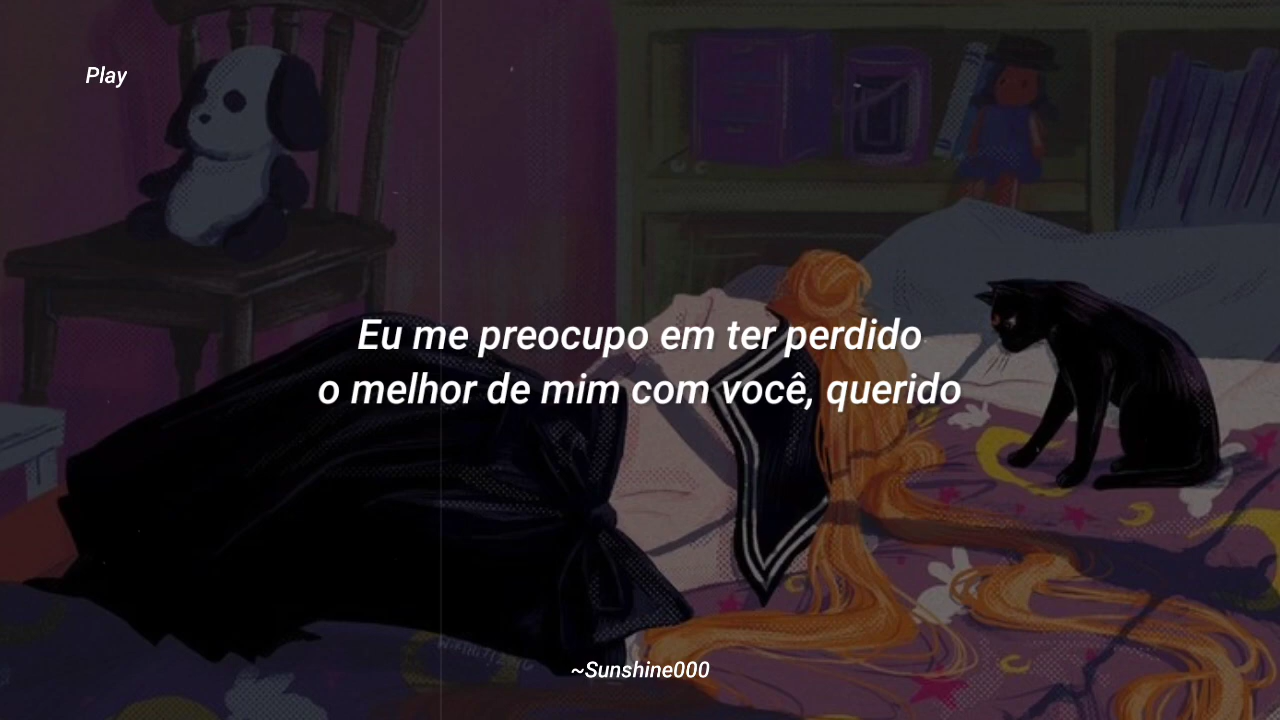 Play
Eu me preocupo em ter perdido
o melhor de mim com você, querido
~Sunshine000